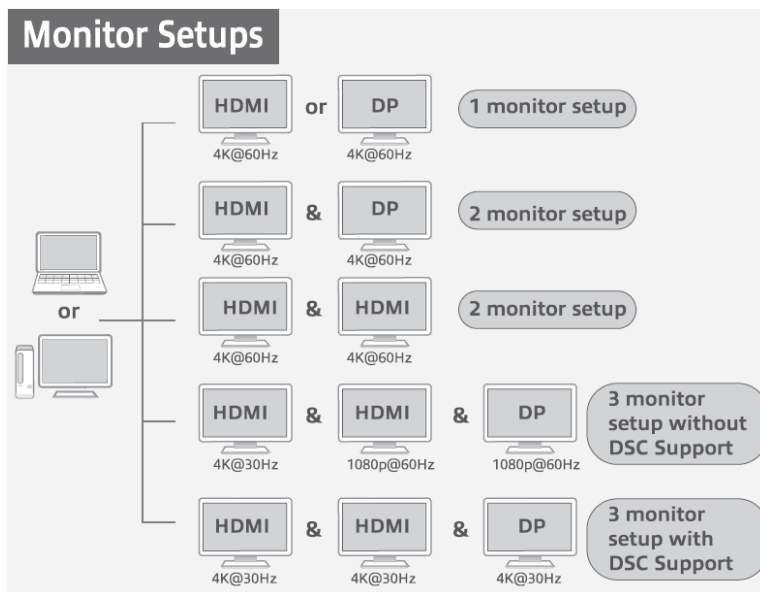 Monitor Setups
HDMI or DP 1 monitor setup
4K@60Hz 4K@60Hz
HDMI & DP 2 monitor setup
4K@60Hz 4K@60Hz
or
HDMI & HDMI 2 monitor setup
4K@60Hz 4K@60Hz
HDMI & HDMI & DP
4K@30Hz 1080p@60Hz 1080p@60Hz
3 monitor
setup without
DSC Support
HDMI & HDMI & DP
4K@30Hz 4K@30Hz 4K@30Hz
3 monitor
setup with
DSC Support